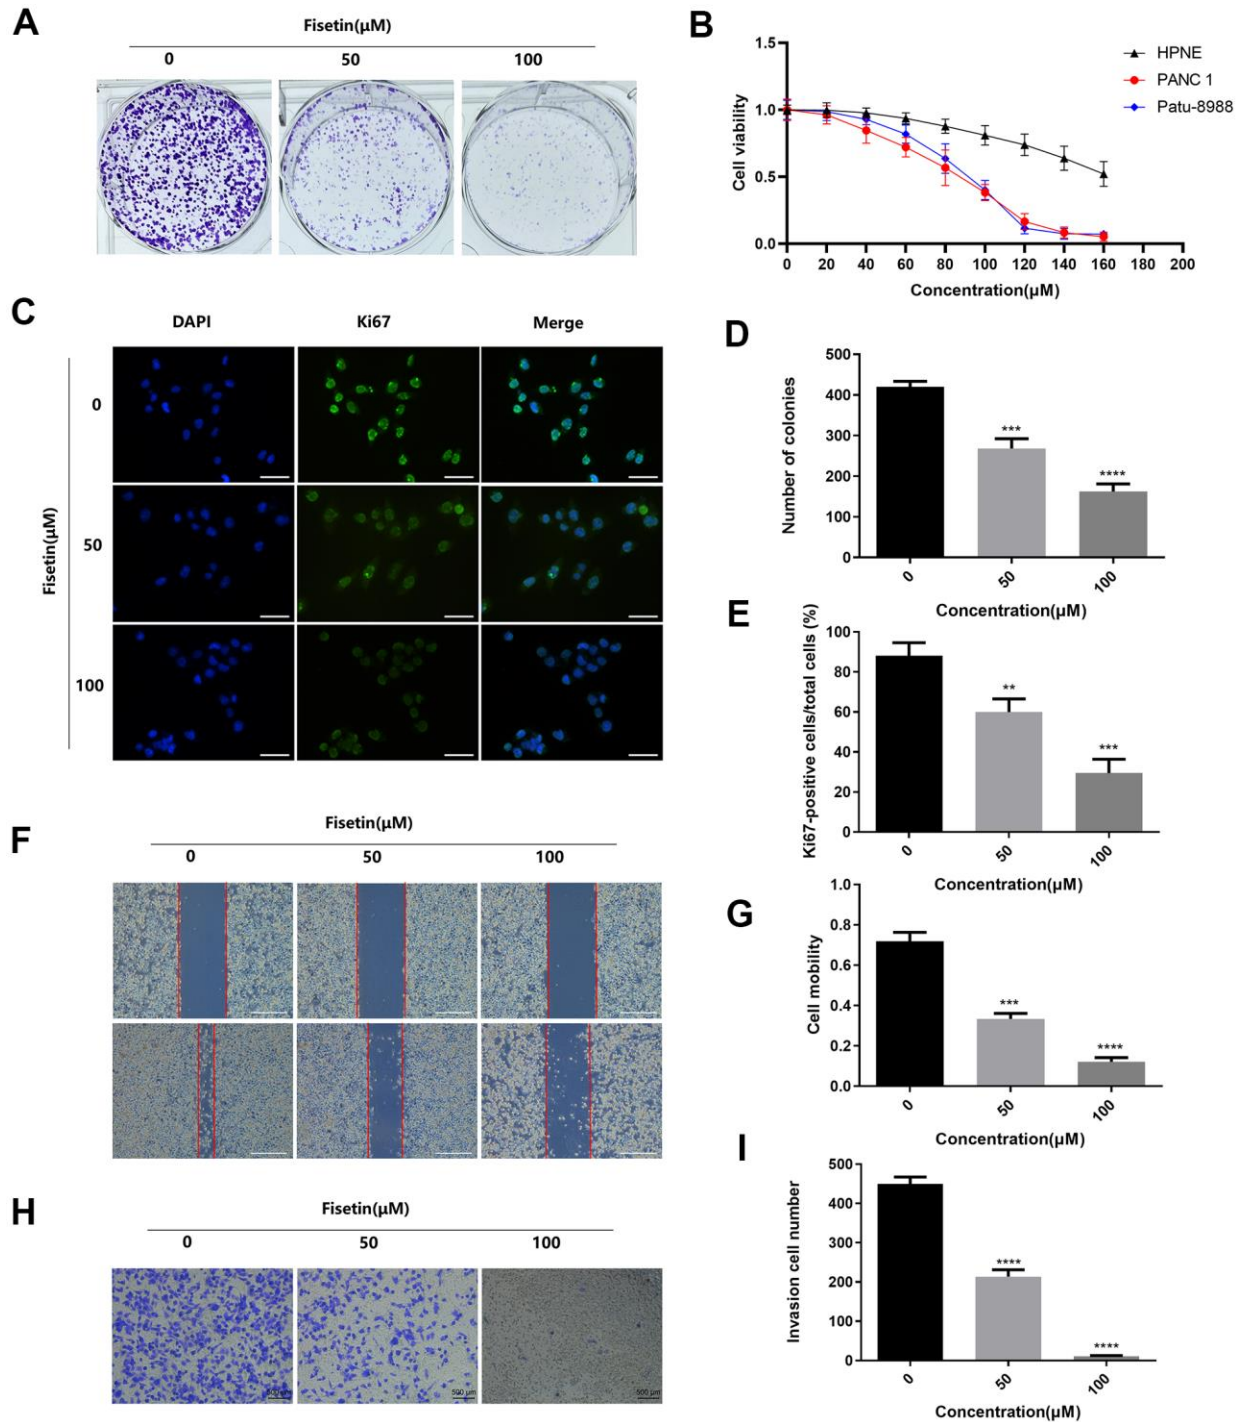 A
Fisetin(μM)
0 50 100
B
1.5
1.0
0.5
0.0
Cell viability
0 20 40 60 80 100 120 140 160 180 200
Concentration(μM)
HPNE
PANC 1
Patu-8988
C
DAPI Ki67 Merge
Fisetin(μM)
0
50
100
D
500
400
300
200
100
0
Number of colonies
***
****
0 50 100
Concentration(μM)
E
100
80
60
40
20
0
Ki67-positive cells/total cells (%)
**
***
0 50 100
Concentration(μM)
F
Fisetin(μM)
0 50 100
G
1.0
0.8
0.6
0.4
0.2
0.0
Cell mobility
***
****
0 50 100
Concentration(μM)
H
Fisetin(μM)
0 50 100
500 μm 500 μm 500 μm
I
500
400
300
200
100
0
Invasion cell number
****
****
0 50 100
Concentration(μM)